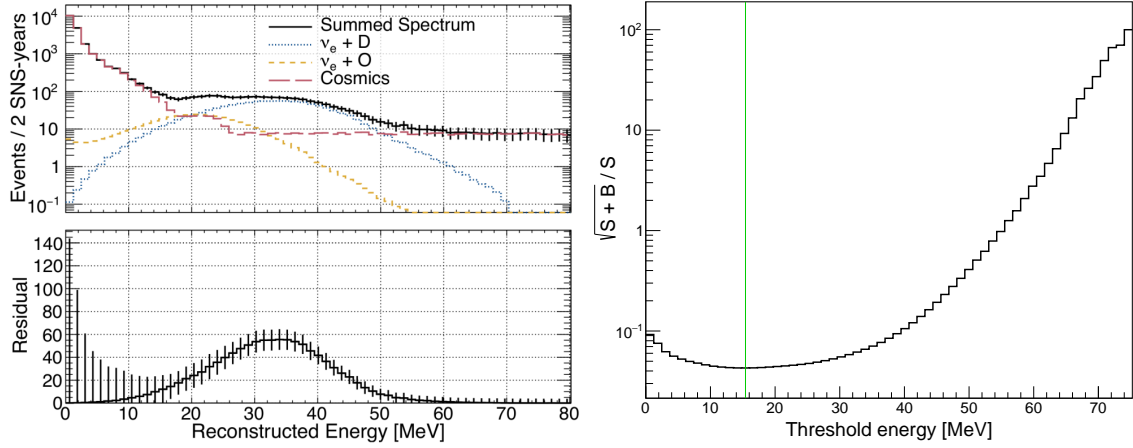 Summed Spectrum
νe + D
νe + O
Cosmics
Events / 2 SNS-years
10⁴
10³
10²
10
1
10⁻¹
Residual
140
120
100
80
60
40
20
0
0 10 20 30 40 50 60 70 80
Reconstructed Energy [MeV]
√S + B / S
10²
10
1
10⁻¹
0 10 20 30 40 50 60 70
Threshold energy [MeV]